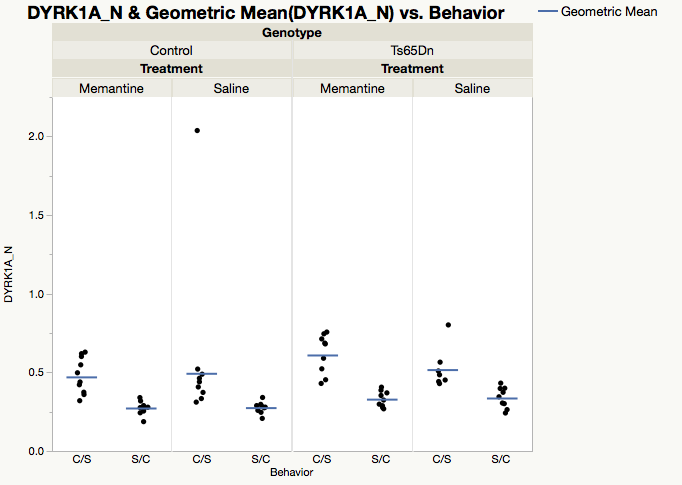 DYRK1A_N & Geometric Mean(DYRK1A_N) vs. Behavior
Geometric Mean
Genotype
Control Ts65Dn
Treatment Treatment
Memantine Saline Memantine Saline
2.0
1.5
1.0
0.5
0.0
DYRK1A_N
C/S S/C C/S S/C C/S S/C C/S S/C
Behavior